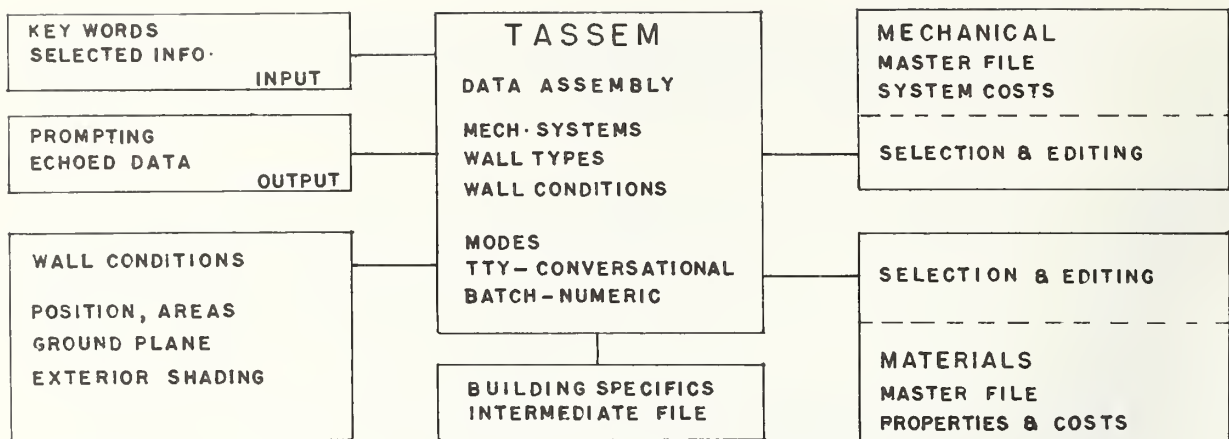 KEY WORDS
SELECTED INFO.
INPUT
PROMPTING
ECHOED DATA
OUTPUT
WALL CONDITIONS
POSITION, AREAS
GROUND PLANE
EXTERIOR SHADING
TASSEM
DATA ASSEMBLY
MECH. SYSTEMS
WALL TYPES
WALL CONDITIONS
MODES
TTY-CONVERSATIONAL
BATCH-NUMERIC
BUILDING SPECIFICS
INTERMEDIATE FILE
MECHANICAL
MASTER FILE
SYSTEM COSTS
SELECTION & EDITING
SELECTION & EDITING
MATERIALS
MASTER FILE
PROPERTIES & COSTS